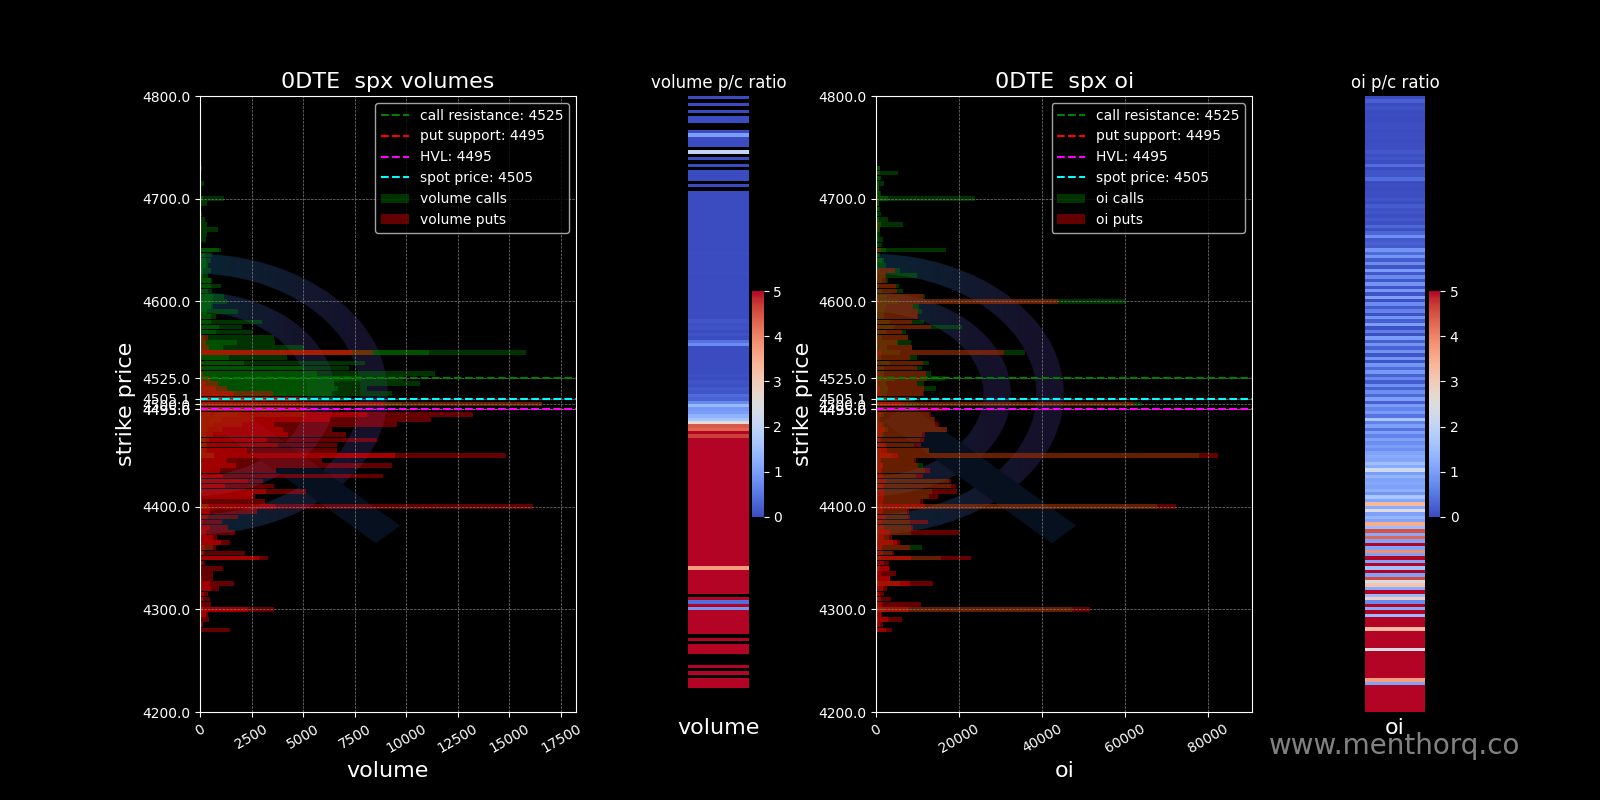 0DTE  spx volumes
volume p/c ratio
0DTE  spx oi
oi p/c ratio
call resistance: 4525
put support: 4495
HVL: 4495
spot price: 4505
volume calls
volume puts
4800.0
4700.0
4600.0
4525.0
4505.1
4495.0
4400.0
4300.0
4200.0
strike price
0
2500
5000
7500
10000
12500
15000
17500
volume
5
4
3
2
1
0
volume
call resistance: 4525
put support: 4495
HVL: 4495
spot price: 4505
oi calls
oi puts
4800.0
4700.0
4600.0
4525.0
4505.1
4495.0
4400.0
4300.0
4200.0
strike price
0
20000
40000
60000
80000
oi
5
4
3
2
1
0
oi
www.menthorq.co